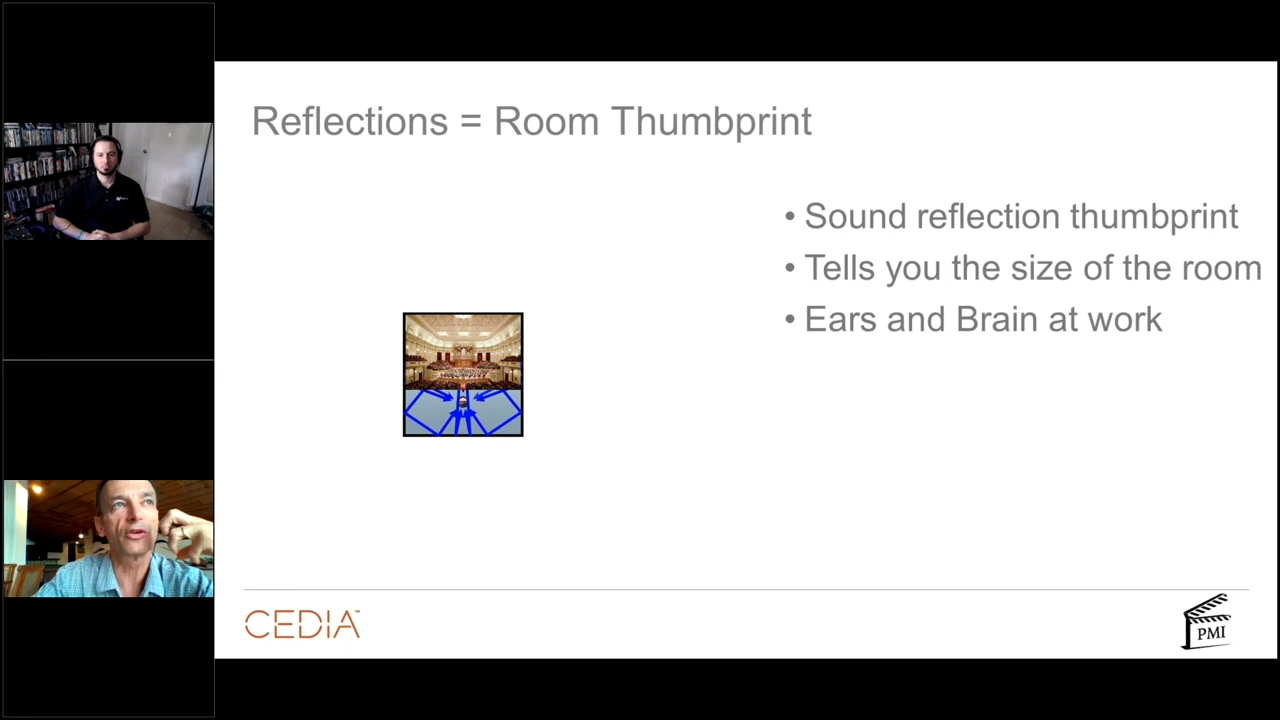 Reflections = Room Thumbprint
• Sound reflection thumbprint
• Tells you the size of the room
• Ears and Brain at work
CEDIA™
PMI